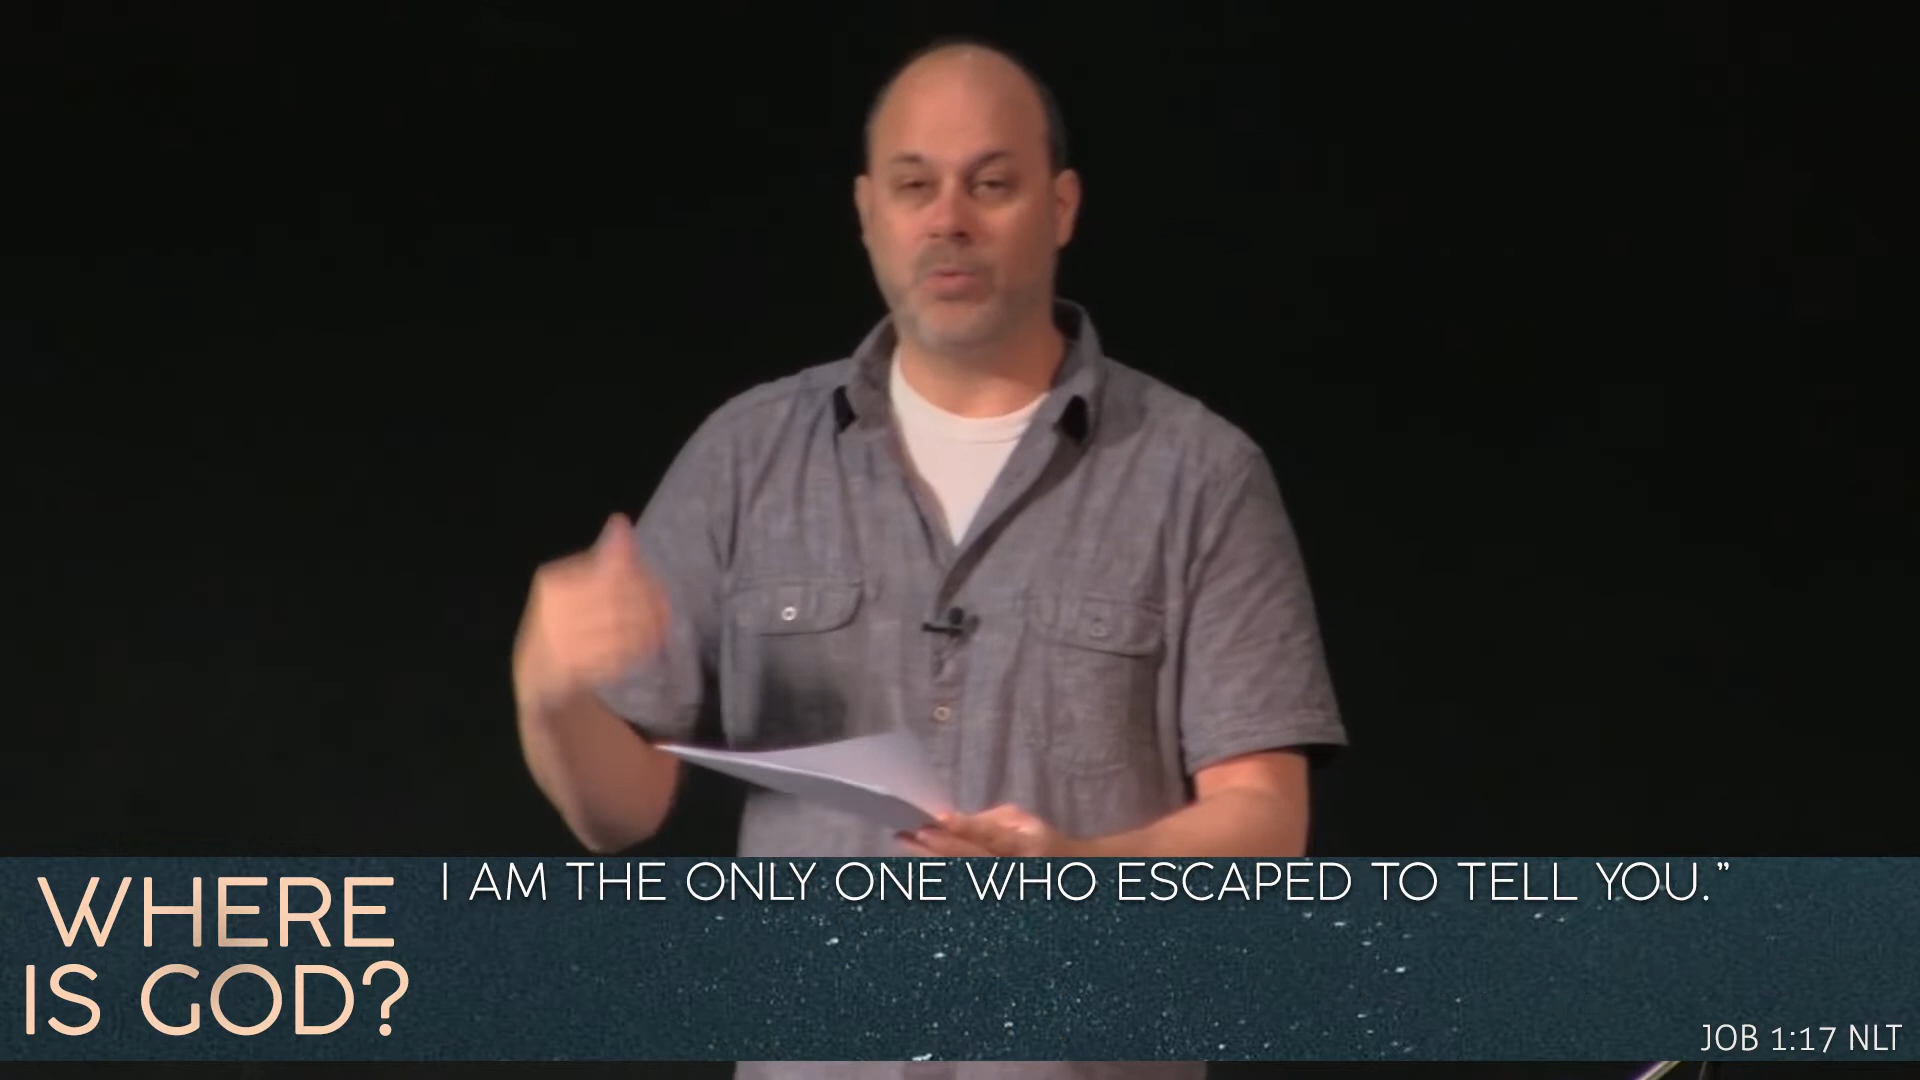 WHERE
IS GOD?
I AM THE ONLY ONE WHO ESCAPED TO TELL YOU.”
JOB 1:17 NLT